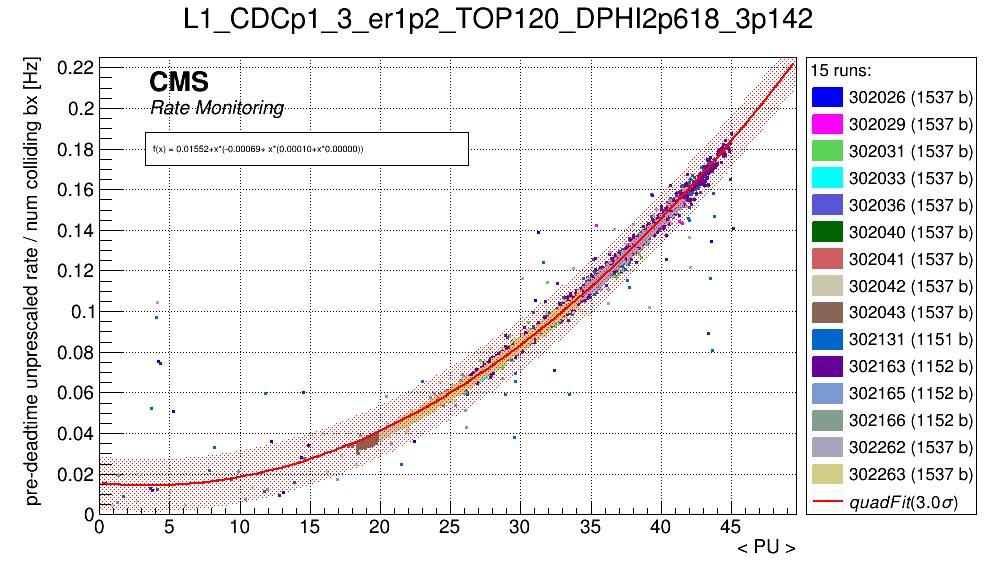 L1_CDCp1_3_er1p2_TOP120_DPHI2p618_3p142
pre-deadtime unprescaled rate / num colliding bx [Hz]
0.22
0.2
0.18
0.16
0.14
0.12
0.1
0.08
0.06
0.04
0.02
0
CMS
Rate Monitoring
f(x) = 0.01552+x*(-0.00069+ x*(0.00010+x*0.00000))
0 5 10 15 20 25 30 35 40 45
< PU >
15 runs:
302026 (1537 b)
302029 (1537 b)
302031 (1537 b)
302033 (1537 b)
302036 (1537 b)
302040 (1537 b)
302041 (1537 b)
302042 (1537 b)
302043 (1537 b)
302131 (1151 b)
302163 (1152 b)
302165 (1152 b)
302166 (1152 b)
302262 (1537 b)
302263 (1537 b)
quadFit(3.0σ)